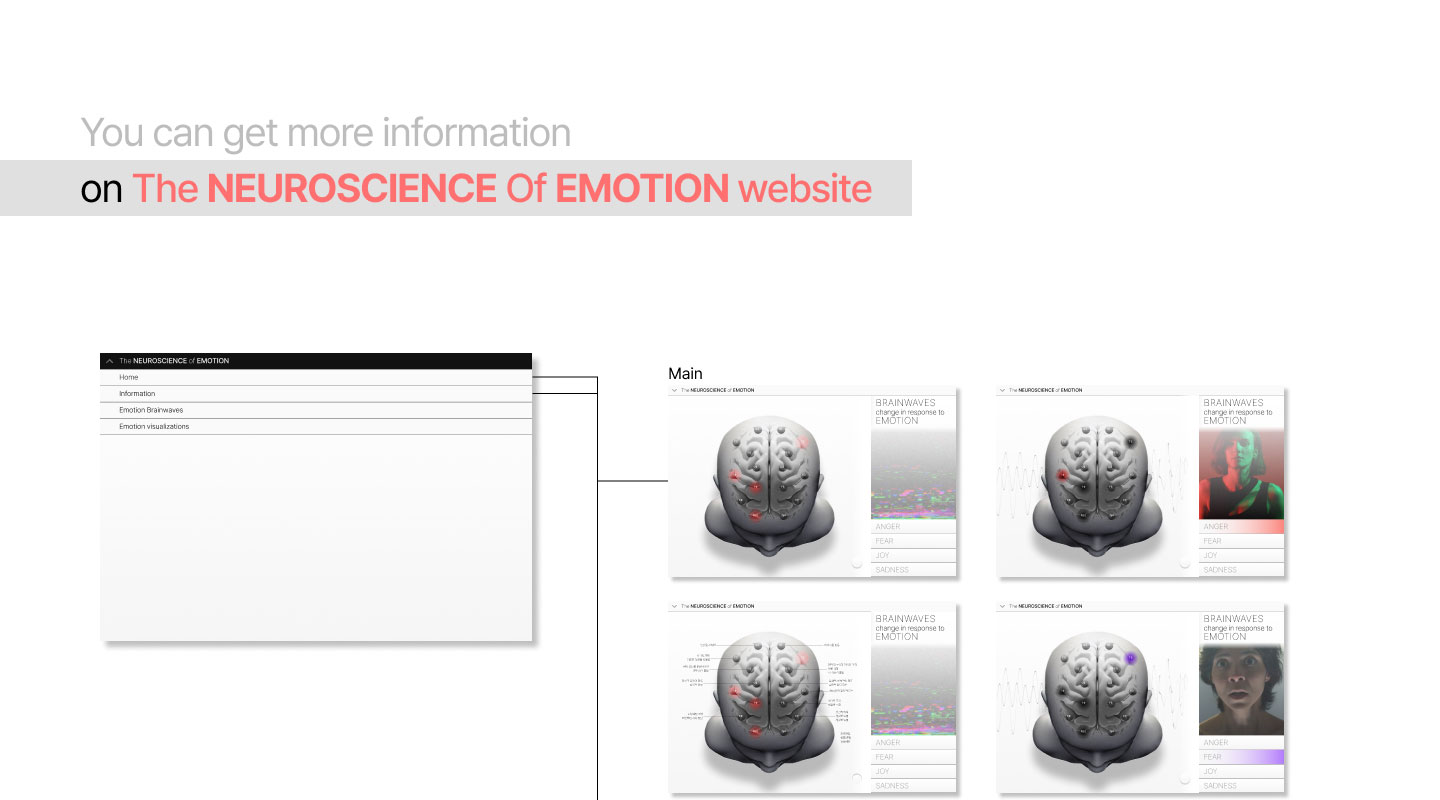 You can get more information
on The NEUROSCIENCE Of EMOTION website
The NEUROSCIENCE of EMOTION
Home
Information
Emotion Brainwaves
Emotion visualizations
Main
The NEUROSCIENCE of EMOTION
BRAINWAVES
change in response to
EMOTION
ANGER
FEAR
JOY
SADNESS
The NEUROSCIENCE of EMOTION
BRAINWAVES
change in response to
EMOTION
ANGER
FEAR
JOY
SADNESS
The NEUROSCIENCE of EMOTION
BRAINWAVES
change in response to
EMOTION
ANGER
FEAR
JOY
SADNESS
The NEUROSCIENCE of EMOTION
BRAINWAVES
change in response to
EMOTION
ANGER
FEAR
JOY
SADNESS